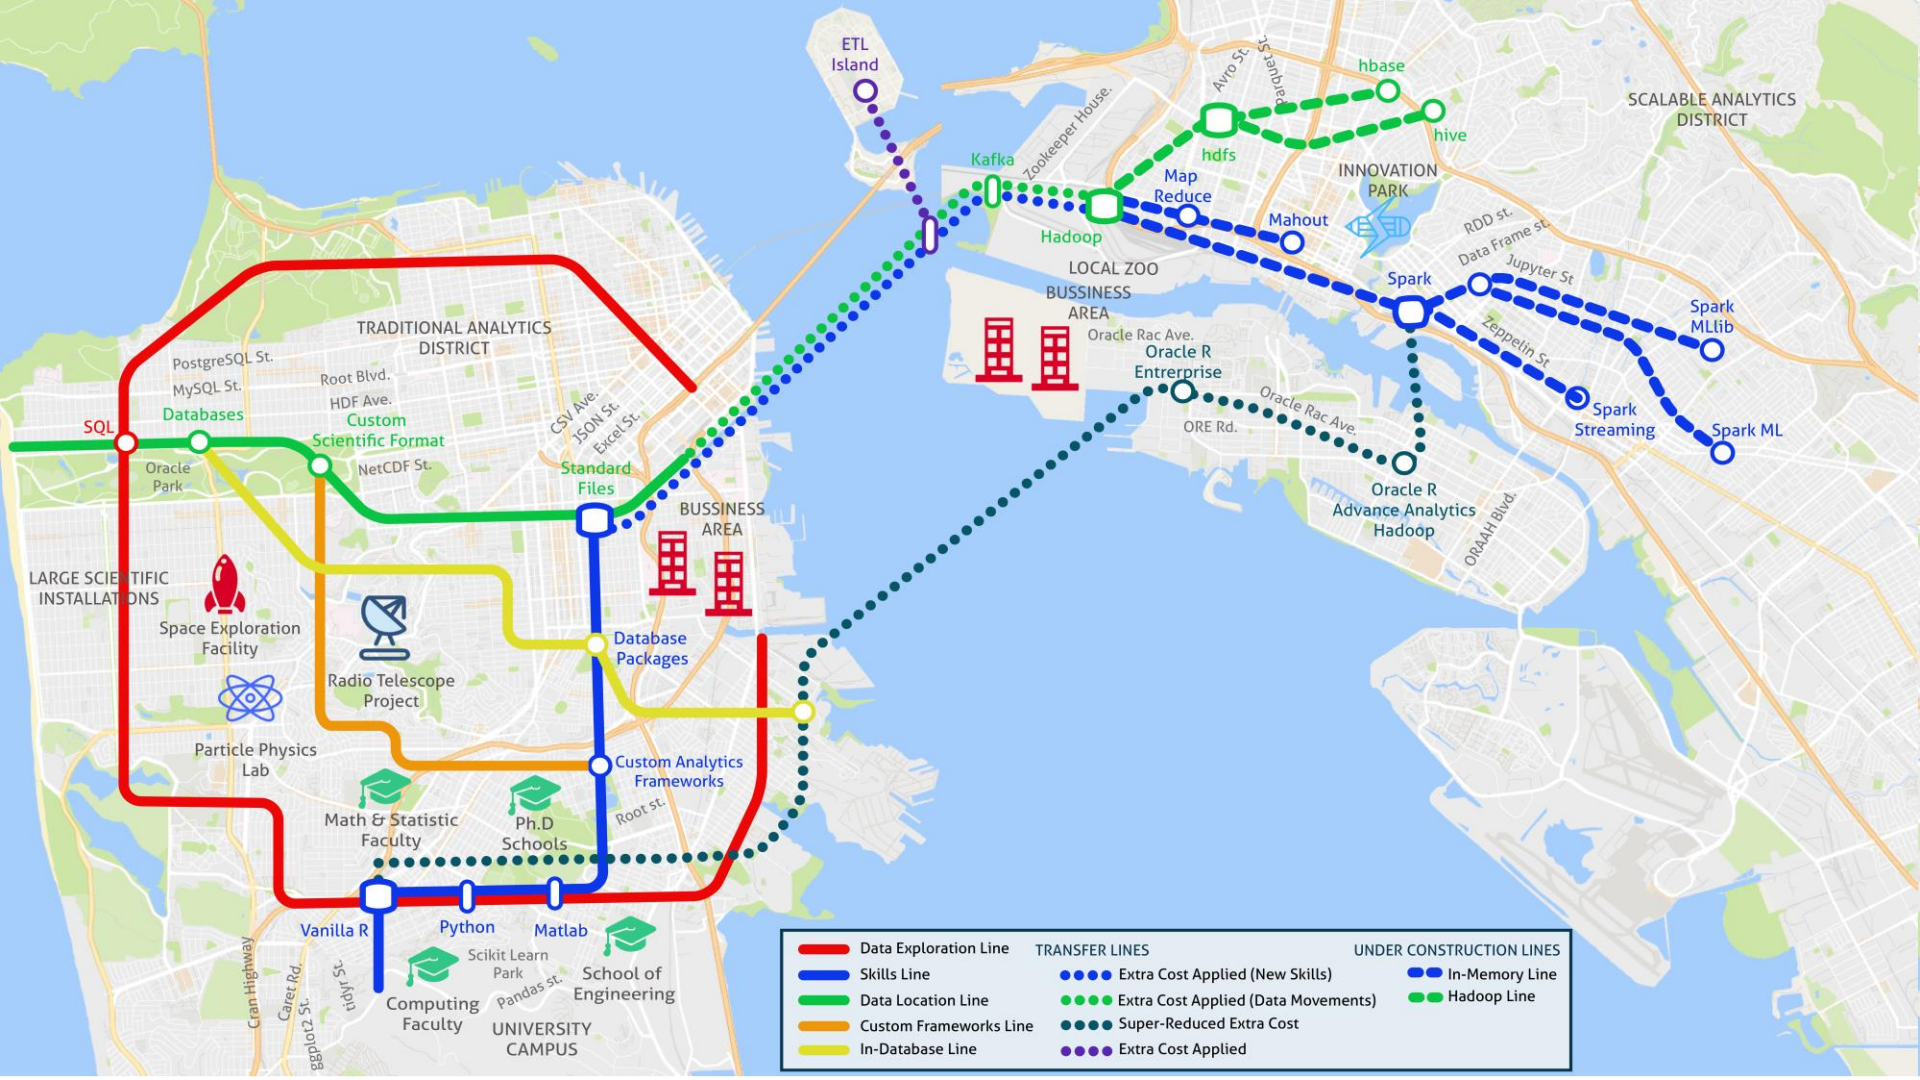 ETL
Island
Kafka
Zookeeper House.
Avro St.
Parquet St.
hbase
hive
hdfs
SCALABLE ANALYTICS
DISTRICT
INNOVATION
PARK
Map
Reduce
Mahout
Hadoop
LOCAL ZOO
BUSSINESS
AREA
RDD st.
Data Frame st.
Jupyter St
Spark
Zeppelin St
Spark
MLlib
Spark
Streaming
Spark ML
Oracle Rac Ave.
Oracle R
Entrerprise
Oracle Rac Ave.
ORE Rd.
Oracle R
Advance Analytics
Hadoop
ORAAH Blvd.
TRADITIONAL ANALYTICS
DISTRICT
PostgreSQL St.
MySQL St.
Root Blvd.
HDF Ave.
CSV Ave.
JSON St.
Excel St.
SQL
Databases
Custom
Scientific Format
NetCDF St.
Oracle
Park
Standard
Files
BUSSINESS
AREA
LARGE SCIENTIFIC
INSTALLATIONS
Space Exploration
Facility
Radio Telescope
Project
Database
Packages
Particle Physics
Lab
Custom Analytics
Frameworks
Root st.
Math & Statistic
Faculty
Ph.D
Schools
Vanilla R
Python
Matlab
Scikit Learn
Park
Pandas st.
School of
Engineering
Computing
Faculty
UNIVERSITY
CAMPUS
Cran Highway
Caret Rd.
ggplot2 St.
tidyr St.
Data Exploration Line
Skills Line
Data Location Line
Custom Frameworks Line
In-Database Line
TRANSFER LINES
Extra Cost Applied (New Skills)
Extra Cost Applied (Data Movements)
Super-Reduced Extra Cost
Extra Cost Applied
UNDER CONSTRUCTION LINES
In-Memory Line
Hadoop Line